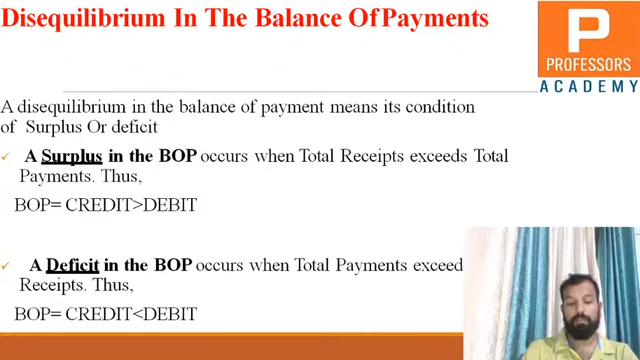 Disequilibrium In The Balance Of Payments
P
PROFESSORS
ACADEMY
A disequilibrium in the balance of payment means its condition
of Surplus Or deficit
✓ A Surplus in the BOP occurs when Total Receipts exceeds Total
Payments. Thus,
BOP= CREDIT>DEBIT
✓ A Deficit in the BOP occurs when Total Payments exceed
Receipts. Thus,
BOP= CREDIT<DEBIT